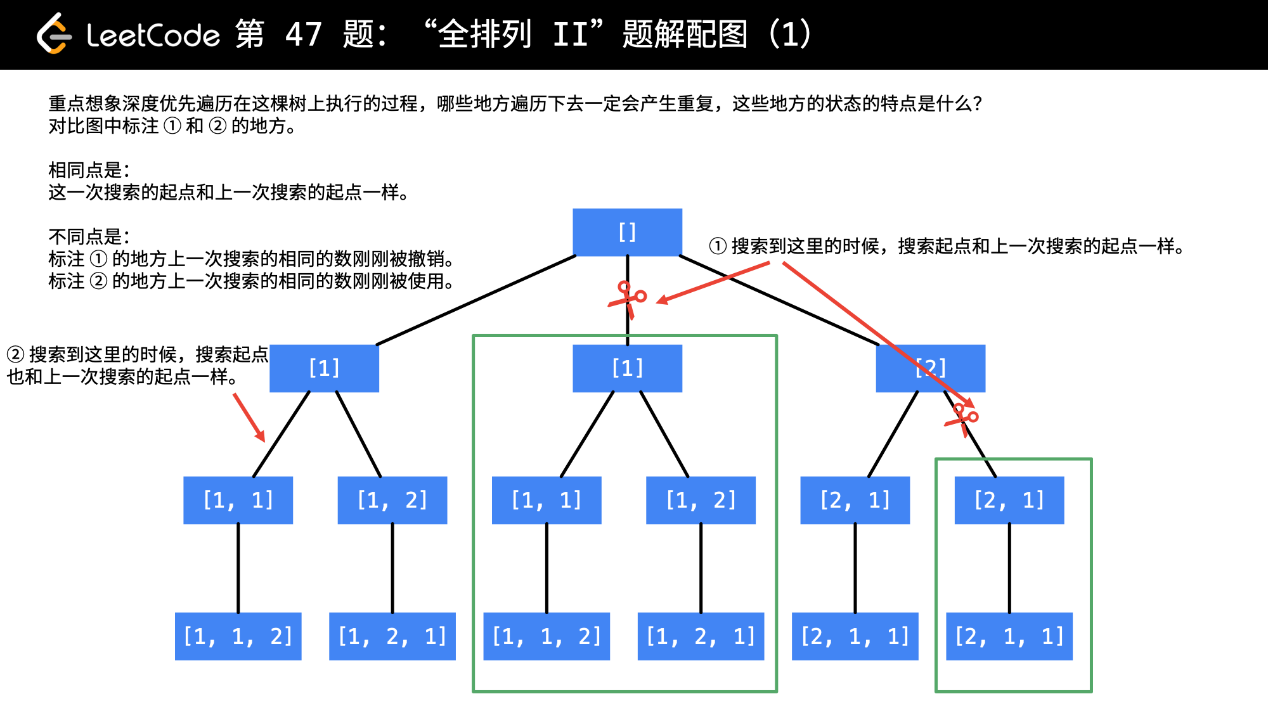 LeetCode 第 47 题：“全排列 II”题解配图（1）
重点想象深度优先遍历在这棵树上执行的过程，哪些地方遍历下去一定会产生重复，这些地方的状态的特点是什么？
对比图中标注 ① 和 ② 的地方。
相同点是：
这一次搜索的起点和上一次搜索的起点一样。
不同点是：
标注 ① 的地方上一次搜索的相同的数刚刚被撤销。
标注 ② 的地方上一次搜索的相同的数刚刚被使用。
[]
① 搜索到这里的时候，搜索起点和上一次搜索的起点一样。
② 搜索到这里的时候，搜索起点
也和上一次搜索的起点一样。
[1]
[1]
[2]
[1, 1]
[1, 2]
[1, 1]
[1, 2]
[2, 1]
[2, 1]
[1, 1, 2]
[1, 2, 1]
[1, 1, 2]
[1, 2, 1]
[2, 1, 1]
[2, 1, 1]